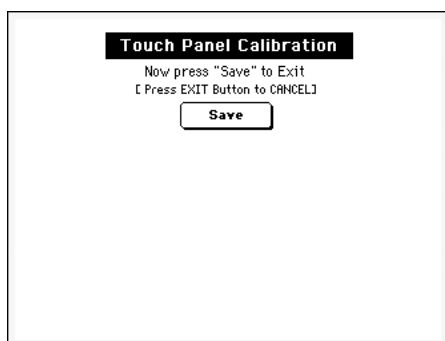 Touch Panel Calibration
Now press "Save" to Exit
[ Press EXIT Button to CANCEL]
Save